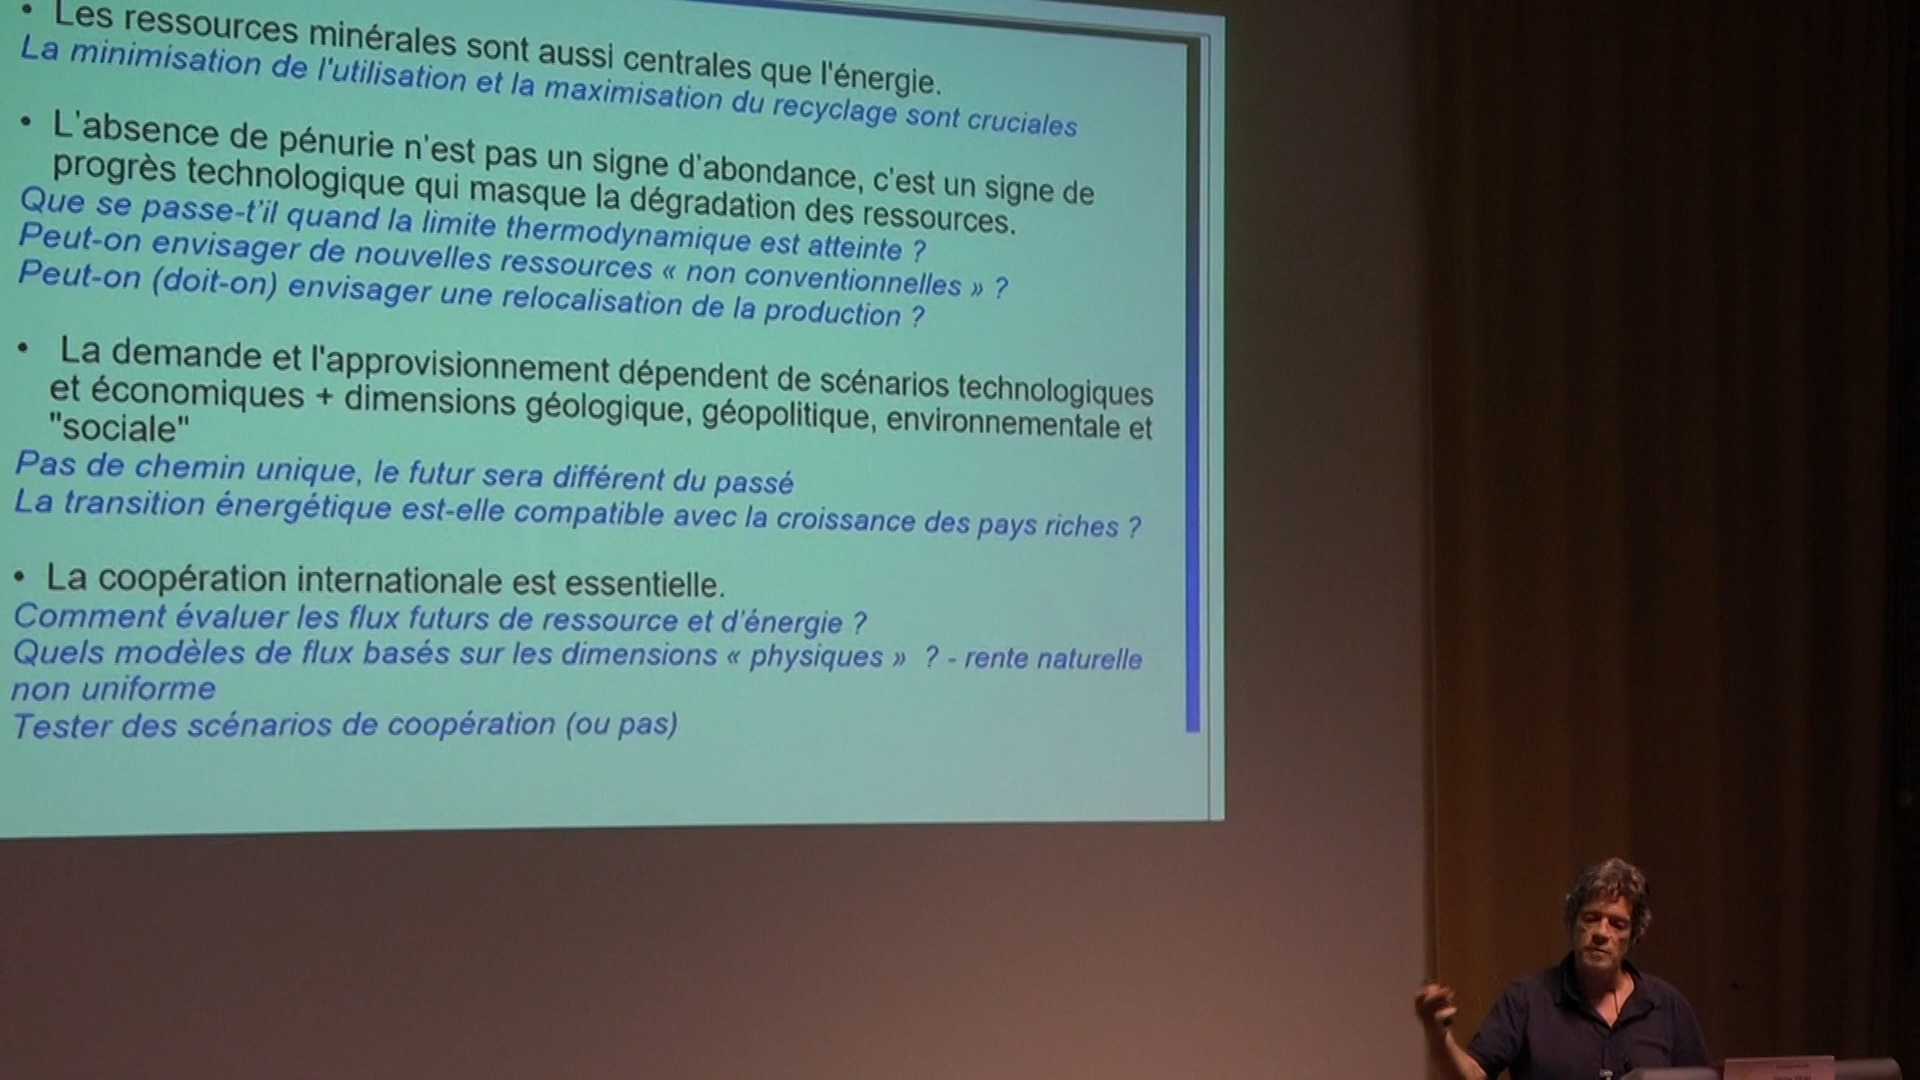 • Les ressources minérales sont aussi centrales que l'énergie.
La minimisation de l'utilisation et la maximisation du recyclage sont cruciales
• L'absence de pénurie n'est pas un signe d'abondance, c'est un signe de
progrès technologique qui masque la dégradation des ressources.
Que se passe-t'il quand la limite thermodynamique est atteinte ?
Peut-on envisager de nouvelles ressources « non conventionnelles » ?
Peut-on (doit-on) envisager une relocalisation de la production ?
• La demande et l'approvisionnement dépendent de scénarios technologiques
et économiques + dimensions géologique, géopolitique, environnementale et
"sociale"
Pas de chemin unique, le futur sera différent du passé
La transition énergétique est-elle compatible avec la croissance des pays riches ?
• La coopération internationale est essentielle.
Comment évaluer les flux futurs de ressource et d'énergie ?
Quels modèles de flux basés sur les dimensions « physiques » ? - rente naturelle
non uniforme
Tester des scénarios de coopération (ou pas)